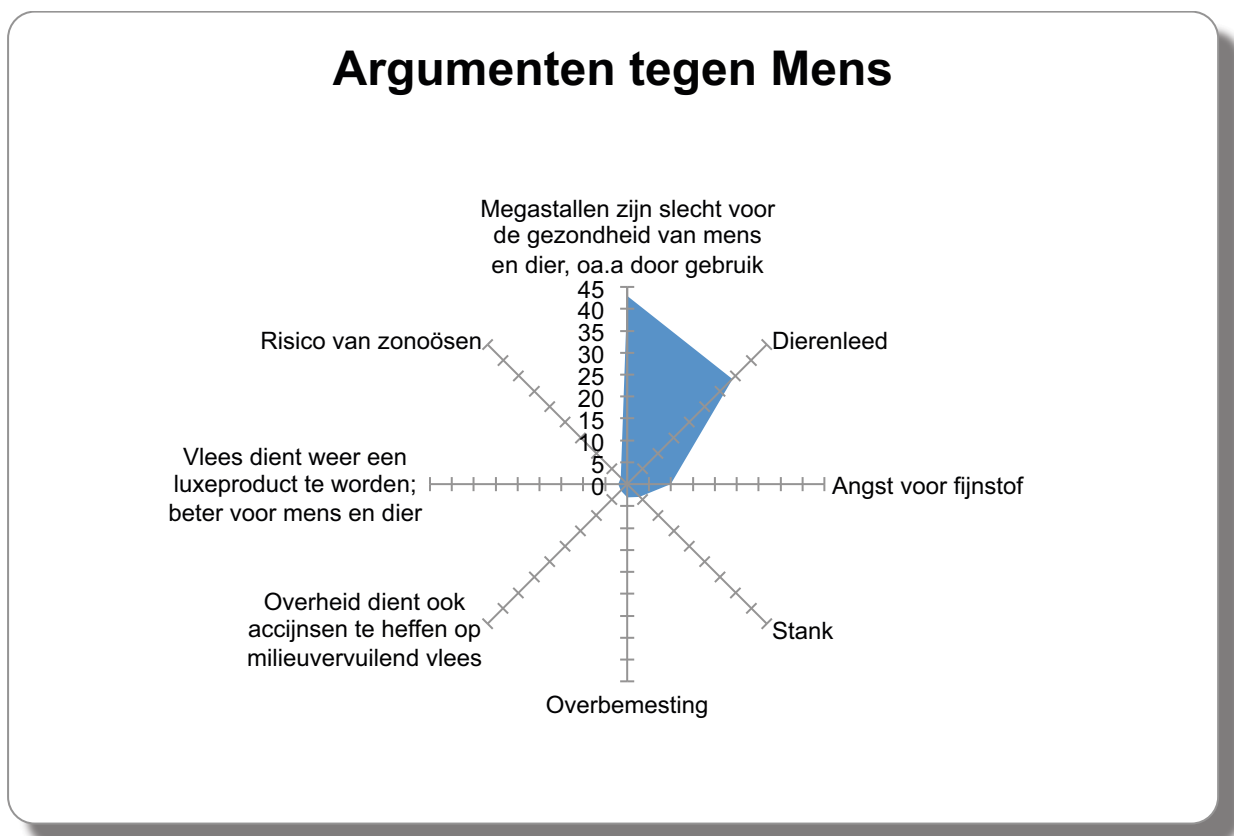 Argumenten tegen Mens
Megastallen zijn slecht voor
de gezondheid van mens
en dier, oa.a door gebruik
45
40
35
30
25
20
15
10
5
0
Dierenleed
Angst voor fijnstof
Stank
Overbemesting
Overheid dient ook
accijnsen te heffen op
milieuvervuilend vlees
Vlees dient weer een
luxeproduct te worden;
beter voor mens en dier
Risico van zonoösen